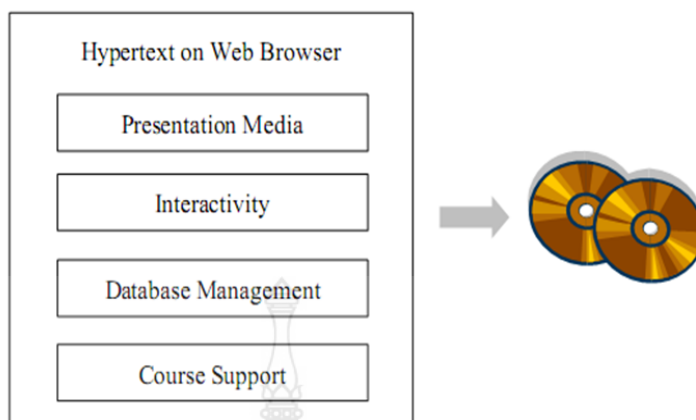 Hypertext on Web Browser
Presentation Media
Interactivity
Database Management
Course Support